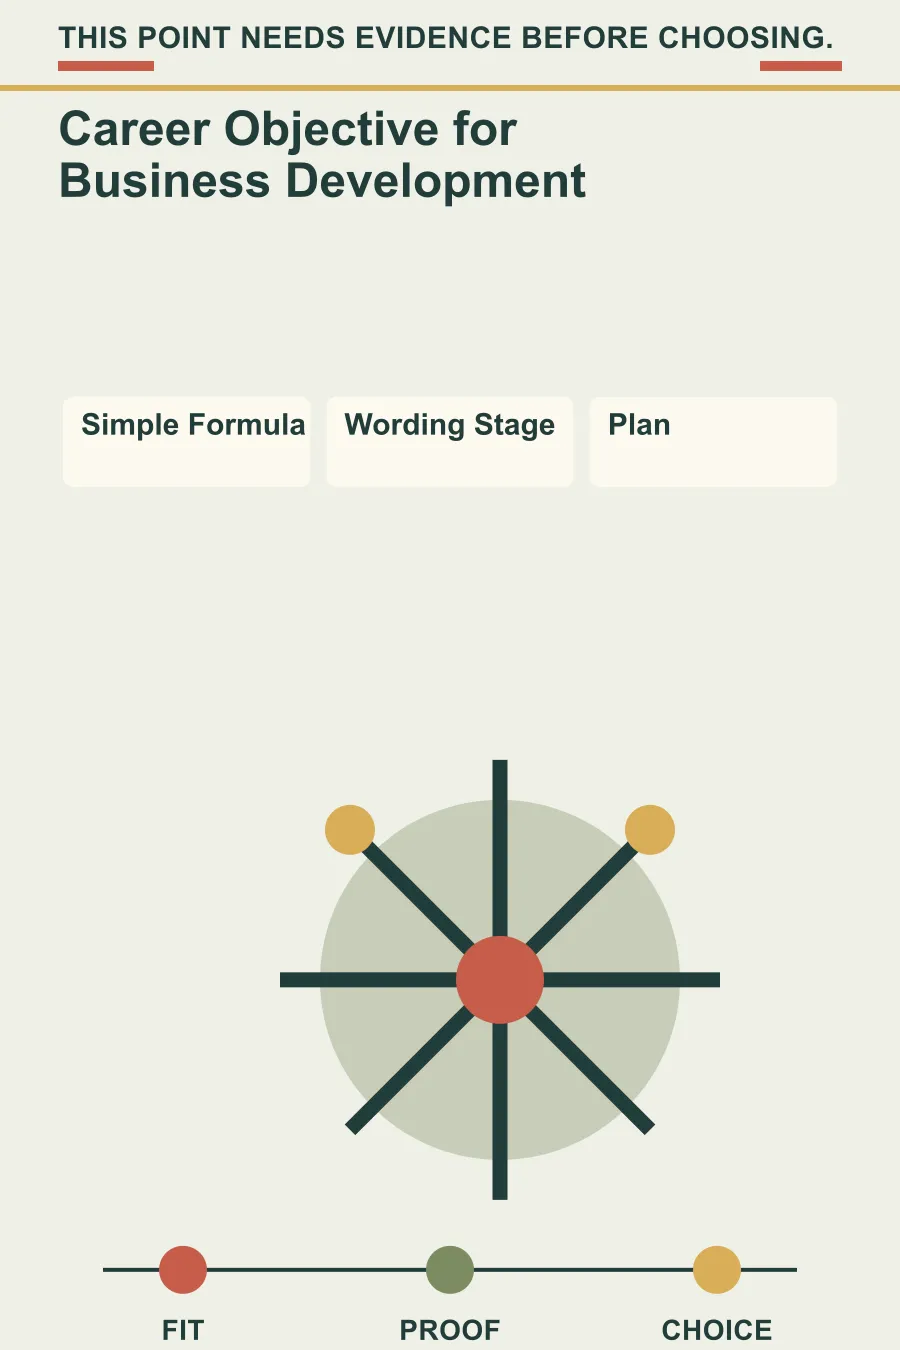 THIS POINT NEEDS EVIDENCE BEFORE CHOOSING.
Career Objective for
Business Development
Simple Formula
Wording Stage
Plan
FIT
PROOF
CHOICE